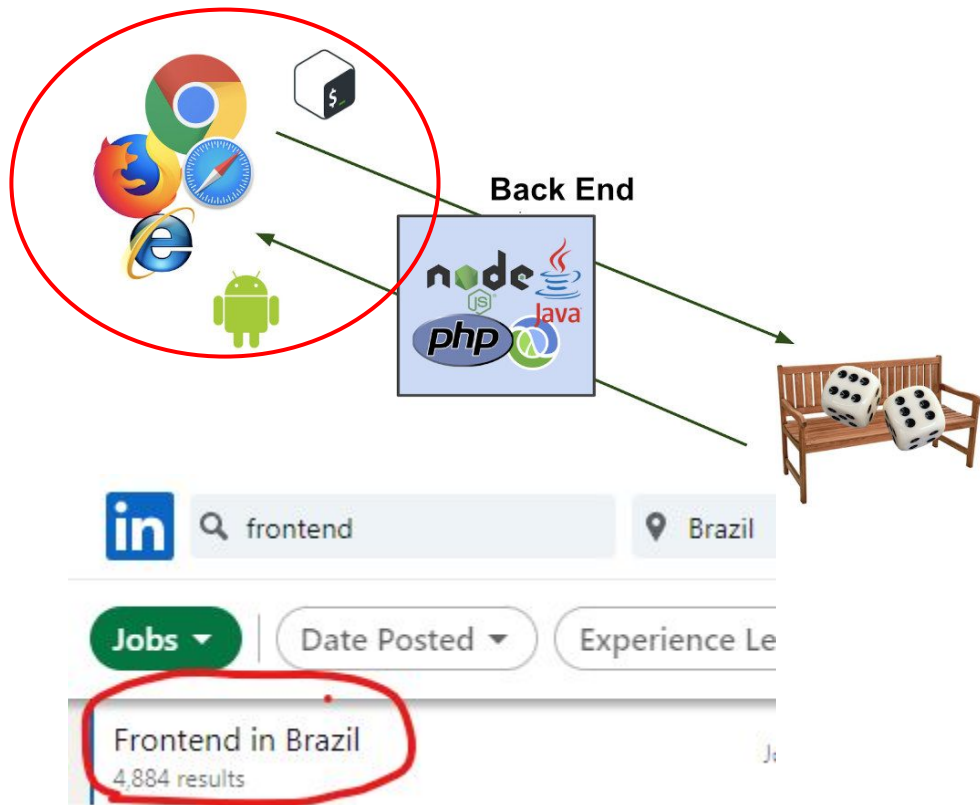 $_
Back End
node
JS
Java
php
λ
in
frontend
Brazil
Jobs
Date Posted
Experience Le
Frontend in Brazil
4,884 results